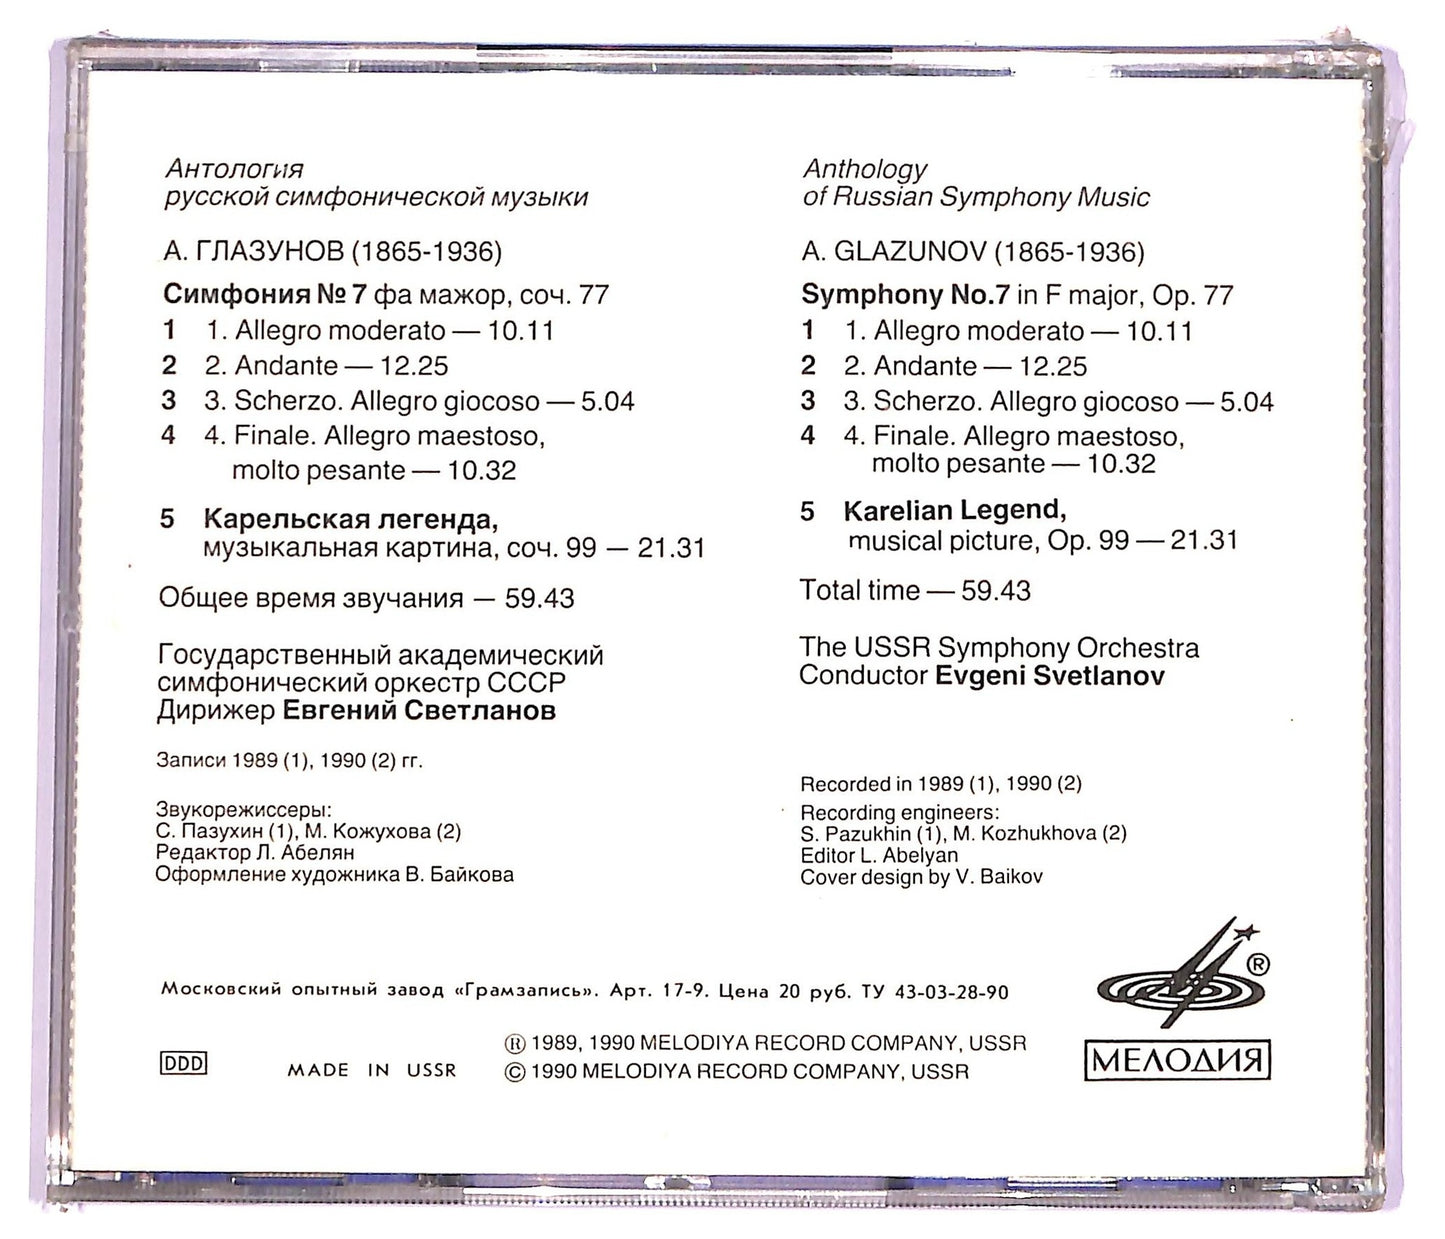 Антология
русской симфонической музыки
А. ГЛАЗУНОВ (1865-1936)
Симфония № 7 фа мажор, соч. 77
1 1. Allegro moderato — 10.11
2 2. Andante — 12.25
3 3. Scherzo. Allegro giocoso — 5.04
4 4. Finale. Allegro maestoso,
molto pesante — 10.32
5 Карельская легенда,
музыкальная картина, соч. 99 — 21.31
Общее время звучания — 59.43
Государственный академический
симфонический оркестр СССР
Дирижер Евгений Светланов
Записи 1989 (1), 1990 (2) гг.
Звукорежиссеры:
С. Пазухин (1), М. Кожухова (2)
Редактор Л. Абелян
Оформление художника В. Байкова
Anthology
of Russian Symphony Music
A. GLAZUNOV (1865-1936)
Symphony No.7 in F major, Op. 77
1 1. Allegro moderato — 10.11
2 2. Andante — 12.25
3 3. Scherzo. Allegro giocoso — 5.04
4 4. Finale. Allegro maestoso,
molto pesante — 10.32
5 Karelian Legend,
musical picture, Op. 99 — 21.31
Total time — 59.43
The USSR Symphony Orchestra
Conductor Evgeni Svetlanov
Recorded in 1989 (1), 1990 (2)
Recording engineers:
S. Pazukhin (1), M. Kozhukhova (2)
Editor L. Abelyan
Cover design by V. Baikov
Московский опытный завод «Грамзапись». Арт. 17-9. Цена 20 руб. ТУ 43-03-28-90
®
DDD MADE IN USSR
Ⓡ 1989, 1990 MELODIYA RECORD COMPANY, USSR
© 1990 MELODIYA RECORD COMPANY, USSR
МЕЛОДИЯ